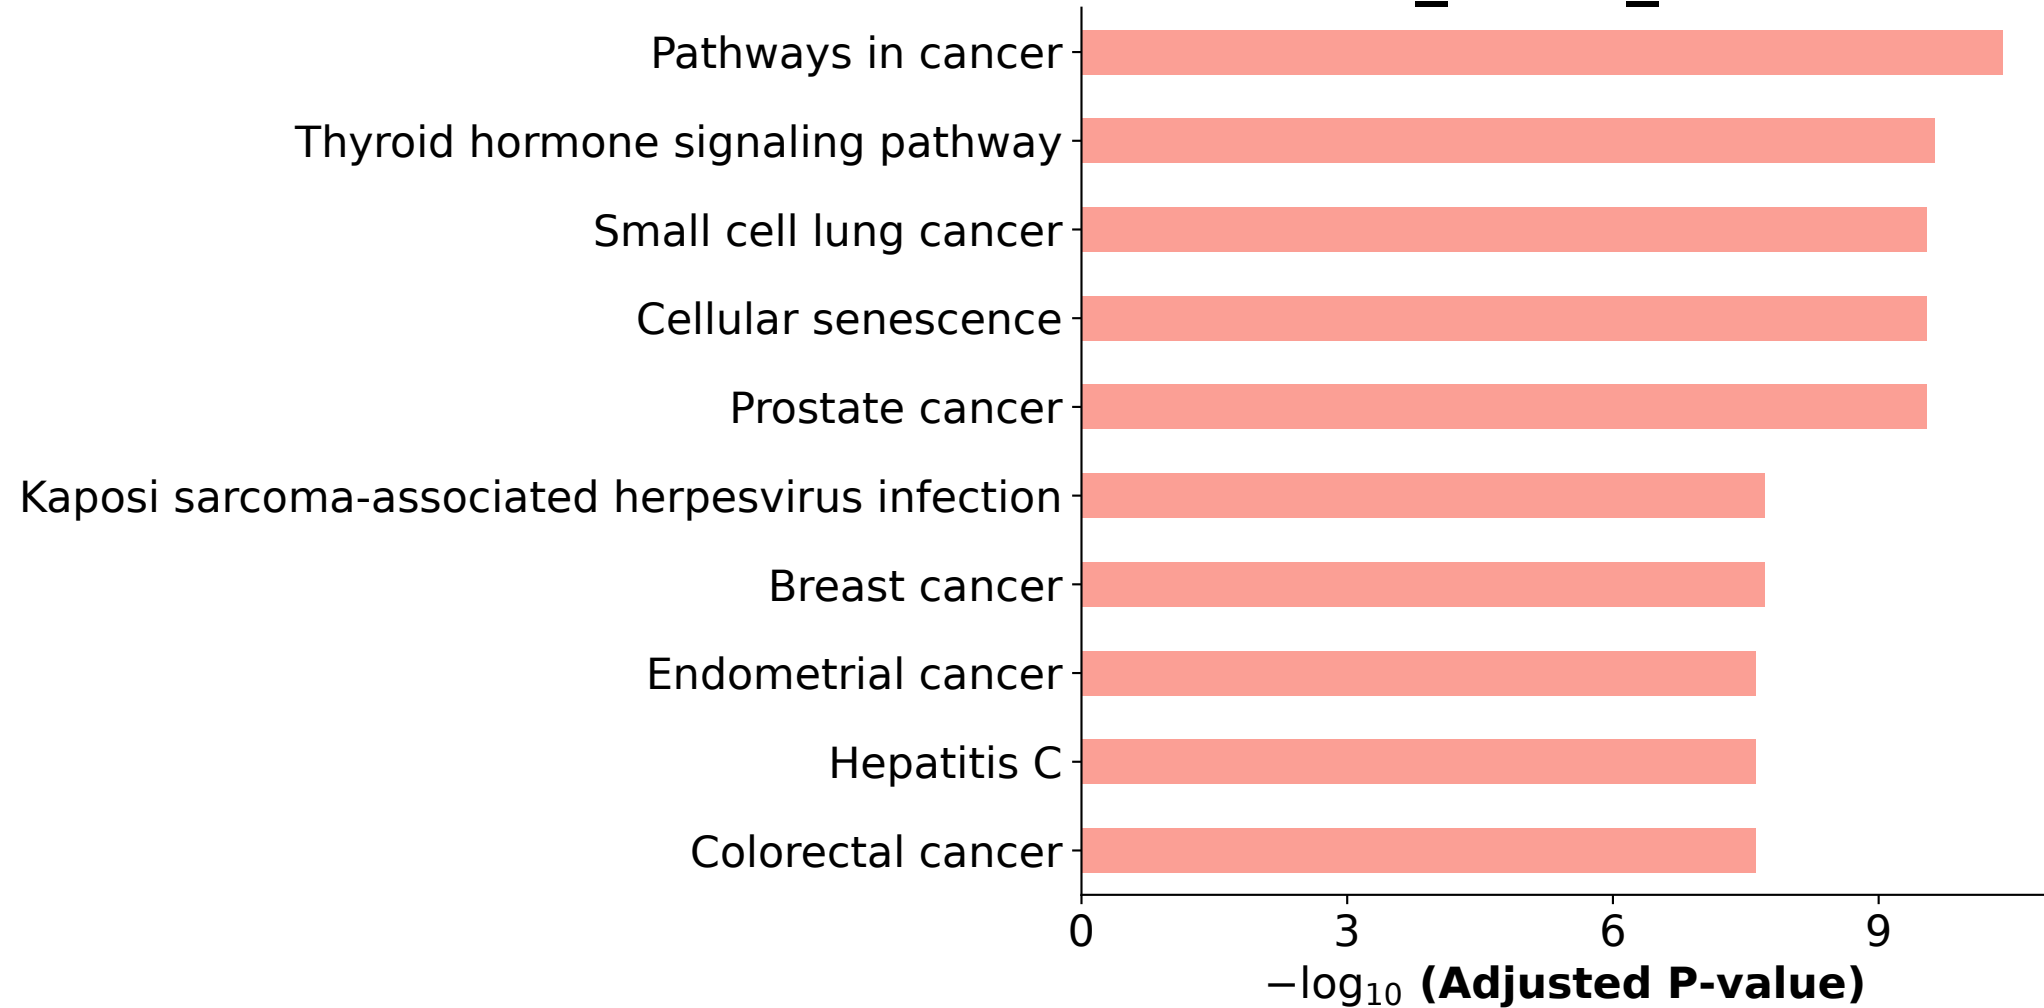 Pathways in cancer
Thyroid hormone signaling pathway
Small cell lung cancer
Cellular senescence
Prostate cancer
Kaposi sarcoma-associated herpesvirus infection
Breast cancer
Endometrial cancer
Hepatitis C
Colorectal cancer
0 3 6 9
−log₁₀ (Adjusted P-value)